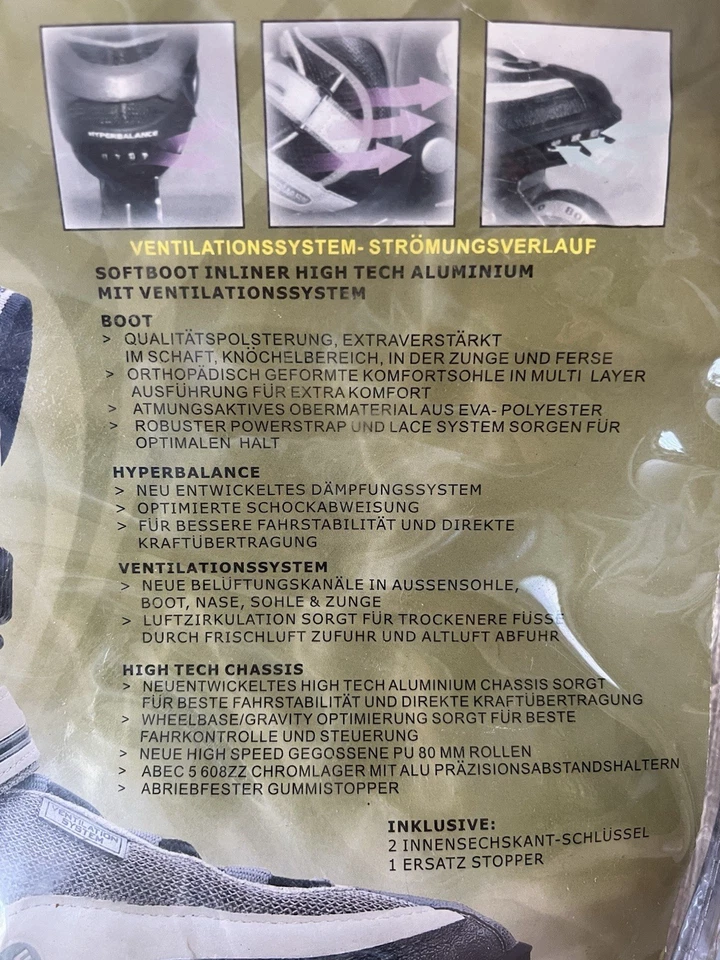 HYPERBALANCE
VENTILATIONSSYSTEM- STRÖMUNGSVERLAUF
SOFTBOOT INLINER HIGH TECH ALUMINIUM
MIT VENTILATIONSSYSTEM
BOOT
> QUALITÄTSPOLSTERUNG, EXTRAVERSTÄRKT
IM SCHAFT, KNÖCHELBEREICH, IN DER ZUNGE UND FERSE
> ORTHOPÄDISCH GEFORMTE KOMFORTSOHLE IN MULTI LAYER
AUSFÜHRUNG FÜR EXTRA KOMFORT
> ATMUNGSAKTIVES OBERMATERIAL AUS EVA- POLYESTER
> ROBUSTER POWERSTRAP UND LACE SYSTEM SORGEN FÜR
OPTIMALEN HALT
HYPERBALANCE
> NEU ENTWICKELTES DÄMPFUNGSSYSTEM
> OPTIMIERTE SCHOCKABWEISUNG
> FÜR BESSERE FAHRSTABILITÄT UND DIREKTE
KRAFTÜBERTRAGUNG
VENTILATIONSSYSTEM
> NEUE BELÜFTUNGSKANÄLE IN AUSSENSOHLE,
BOOT, NASE, SOHLE & ZUNGE
> LUFTZIRKULATION SORGT FÜR TROCKENERE FÜSSE
DURCH FRISCHLUFT ZUFUHR UND ALTLUFT ABFUHR
HIGH TECH CHASSIS
> NEUENTWICKELTES HIGH TECH ALUMINIUM CHASSIS SORGT
FÜR BESTE FAHRSTABILITÄT UND DIREKTE KRAFTÜBERTRAGUNG
> WHEELBASE/GRAVITY OPTIMIERUNG SORGT FÜR BESTE
FAHRKONTROLLE UND STEUERUNG
> NEUE HIGH SPEED GEGOSSENE PU 80 MM ROLLEN
> ABEC 5 608ZZ CHROMLAGER MIT ALU PRÄZISIONSABSTANDSHALTERN
> ABRIEBFESTER GUMMISTOPPER
INKLUSIVE:
2 INNENSECHSKANT-SCHLÜSSEL
1 ERSATZ STOPPER
VENTILATION
SYSTEM